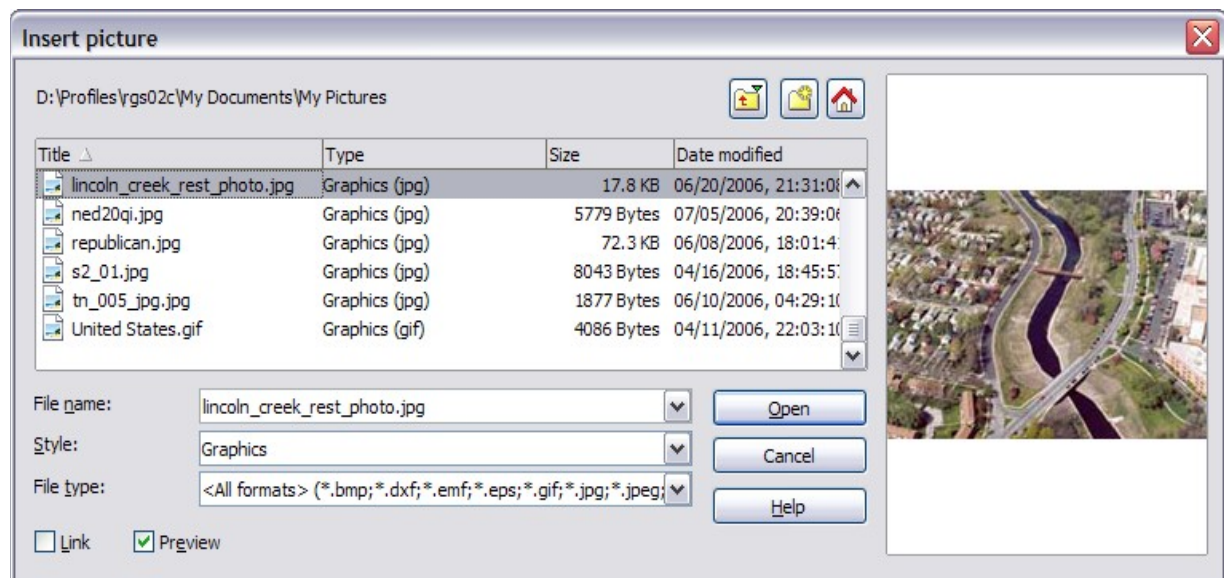 Insert picture
D:\Profiles\rgs02c\My Documents\My Pictures
Title Type Size Date modified
lincoln_creek_rest_photo.jpg Graphics (jpg) 17.8 KB 06/20/2006, 21:31:08
ned20qi.jpg Graphics (jpg) 5779 Bytes 07/05/2006, 20:39:06
republican.jpg Graphics (jpg) 72.3 KB 06/08/2006, 18:01:4
s2_01.jpg Graphics (jpg) 8043 Bytes 04/16/2006, 18:45:5
tn_005_jpg.jpg Graphics (jpg) 1877 Bytes 06/10/2006, 04:29:10
United States.gif Graphics (gif) 4086 Bytes 04/11/2006, 22:03:10
File name: lincoln_creek_rest_photo.jpg Open
Style: Graphics Cancel
File type: <All formats> (*.bmp;*.dxf;*.emf;*.eps;*.gif;*.jpg;*.jpeg; Help
Link Preview